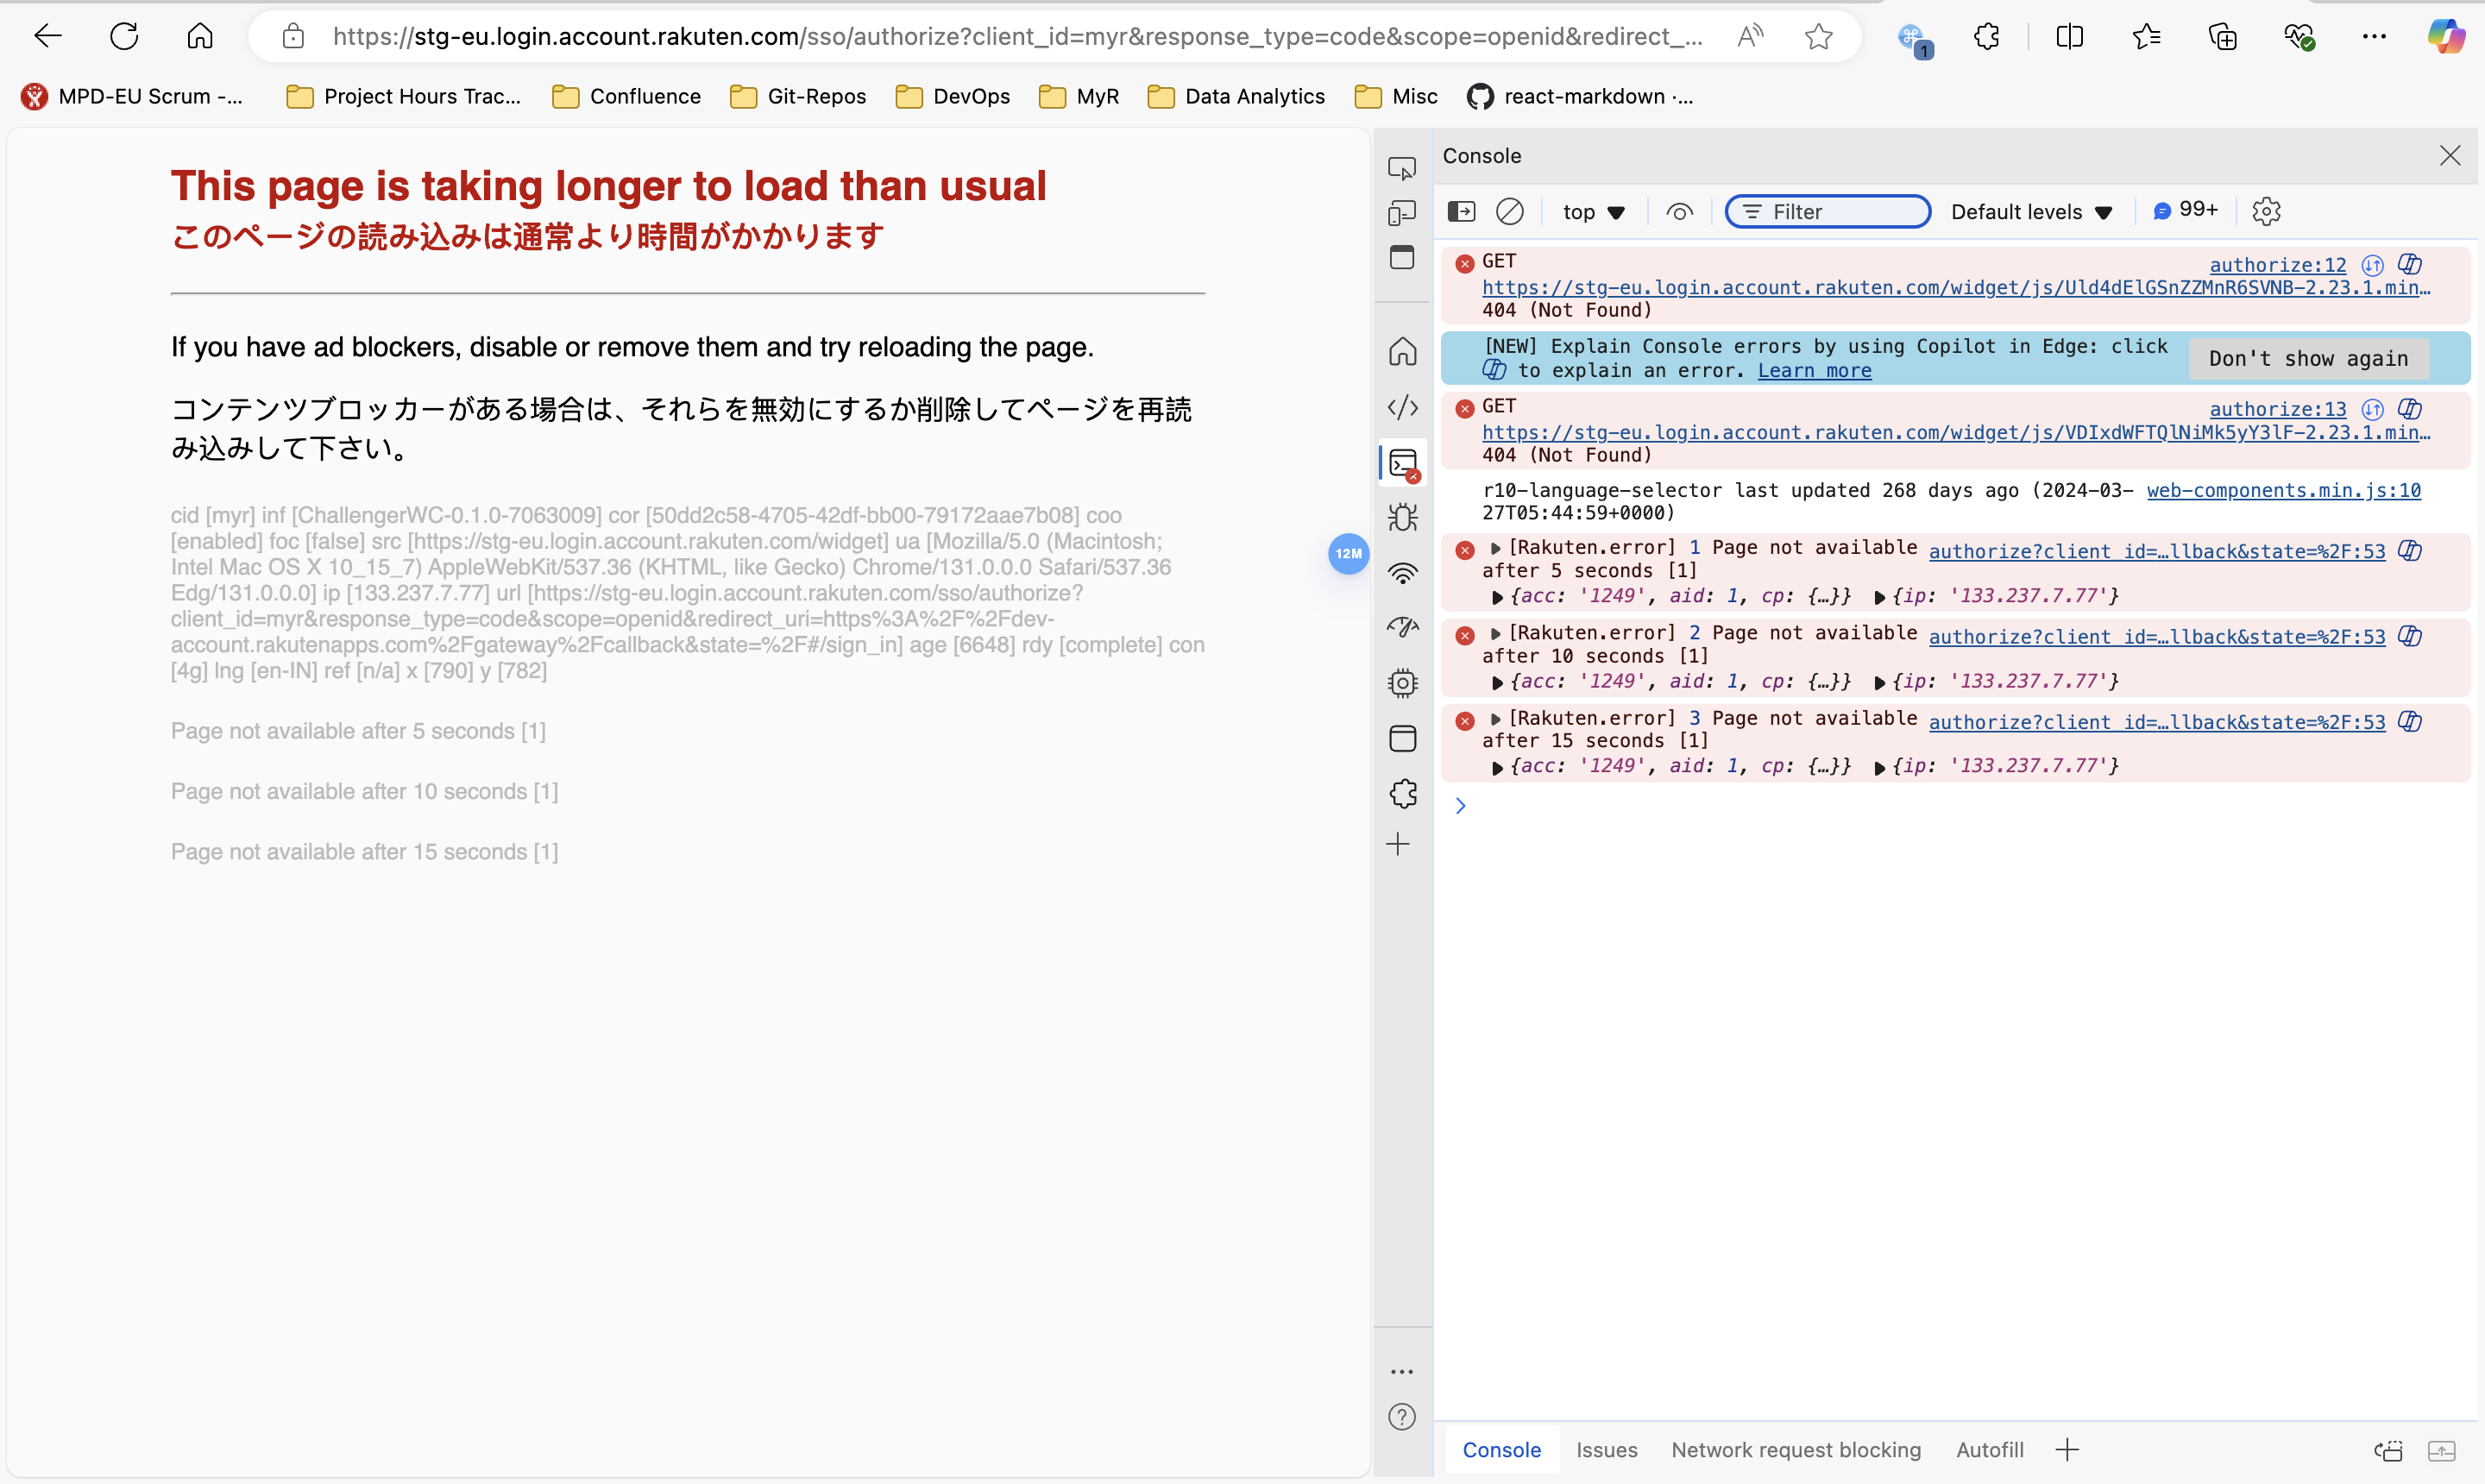 https://stg-eu.login.account.rakuten.com/sso/authorize?client_id=myr&response_type=code&scope=openid&redirect_...
1
MPD-EU Scrum -...
Project Hours Trac...
Confluence
Git-Repos
DevOps
MyR
Data Analytics
Misc
react-markdown ·...
This page is taking longer to load than usual
このページの読み込みは通常より時間がかかります
If you have ad blockers, disable or remove them and try reloading the page.
コンテンツブロッカーがある場合は、それらを無効にするか削除してページを再読
み込みして下さい。
cid [myr] inf [ChallengerWC-0.1.0-7063009] cor [50dd2c58-4705-42df-bb00-79172aae7b08] coo
[enabled] foc [false] src [https://stg-eu.login.account.rakuten.com/widget] ua [Mozilla/5.0 (Macintosh;
Intel Mac OS X 10_15_7) AppleWebKit/537.36 (KHTML, like Gecko) Chrome/131.0.0.0 Safari/537.36
Edg/131.0.0.0] ip [133.237.7.77] url [https://stg-eu.login.account.rakuten.com/sso/authorize?
client_id=myr&response_type=code&scope=openid&redirect_uri=https%3A%2F%2Fdev-
account.rakutenapps.com%2Fgateway%2Fcallback&state=%2F#/sign_in] age [6648] rdy [complete] con
[4g] lng [en-IN] ref [n/a] x [790] y [782]
Page not available after 5 seconds [1]
Page not available after 10 seconds [1]
Page not available after 15 seconds [1]
12M
Console
top
Filter
Default levels
99+
GET
authorize:12
https://stg-eu.login.account.rakuten.com/widget/js/Uld4dElGSnZZMnR6SVNB-2.23.1.min…
404 (Not Found)
[NEW] Explain Console errors by using Copilot in Edge: click
to explain an error. Learn more
Don't show again
GET
authorize:13
https://stg-eu.login.account.rakuten.com/widget/js/VDIxdWFTQlNiMk5yY3lF-2.23.1.min…
404 (Not Found)
r10-language-selector last updated 268 days ago (2024-03-
web-components.min.js:10
27T05:44:59+0000)
[Rakuten.error] 1 Page not available
authorize?client_id=…llback&state=%2F:53
after 5 seconds [1]
{acc: '1249', aid: 1, cp: {…}} {ip: '133.237.7.77'}
[Rakuten.error] 2 Page not available
authorize?client_id=…llback&state=%2F:53
after 10 seconds [1]
{acc: '1249', aid: 1, cp: {…}} {ip: '133.237.7.77'}
[Rakuten.error] 3 Page not available
authorize?client_id=…llback&state=%2F:53
after 15 seconds [1]
{acc: '1249', aid: 1, cp: {…}} {ip: '133.237.7.77'}
Console
Issues
Network request blocking
Autofill